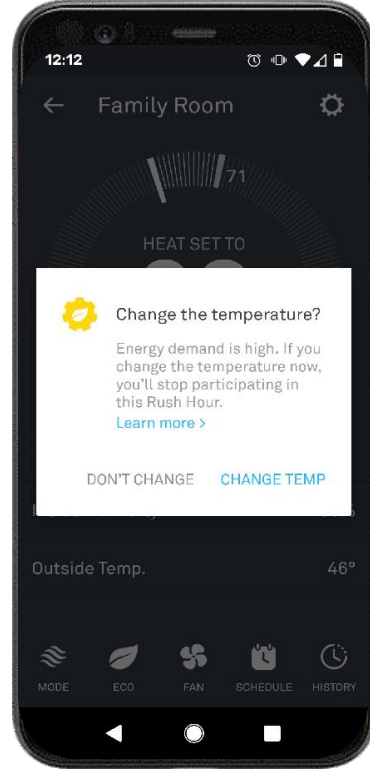 12:12
Family Room
71
HEAT SET TO
Change the temperature?
Energy demand is high. If you
change the temperature now,
you'll stop participating in
this Rush Hour.
Learn more >
DON'T CHANGE CHANGE TEMP
Outside Temp. 46°
MODE ECO FAN SCHEDULE HISTORY